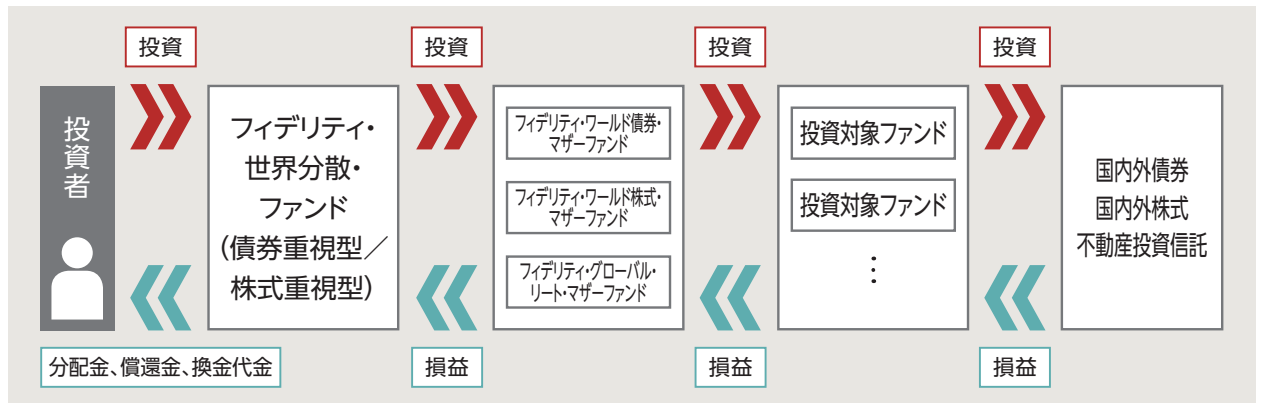 投資
投資
投資
投資
投資者
フィデリティ・
世界分散・
ファンド
(債券重視型／
株式重視型)
フィデリティ・ワールド債券・
マザーファンド
フィデリティ・ワールド株式・
マザーファンド
フィデリティ・グローバル・
リート・マザーファンド
投資対象ファンド
投資対象ファンド
⋮
国内外債券
国内外株式
不動産投資信託
分配金、償還金、換金代金
損益
損益
損益